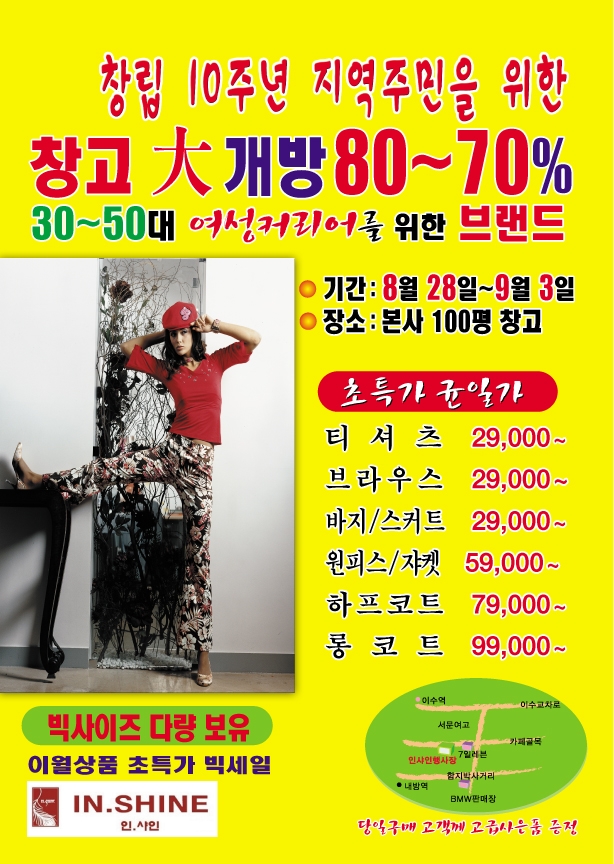 창립 10주년 지역주민을 위한
창고 大 개방 80~70%
30~50대 여성커리어를 위한 브랜드
기간: 8월 28일~9월 3일
장소: 본사 100평 창고
초특가 균일가
티셔츠 29,000~
브라우스 29,000~
바지/스커트 29,000~
원피스/쟈켓 59,000~
하프코트 79,000~
롱코트 99,000~
이수역
이수교차로
서문여고
카페골목
7밀레븐
인샤인행사장
함지박사거리
내방역
BMW판매장
빅사이즈 다량 보유
이월상품 초특가 빅세일
IN.SHINE
인.샤인
당일구매 고객께 고급사은품 증정